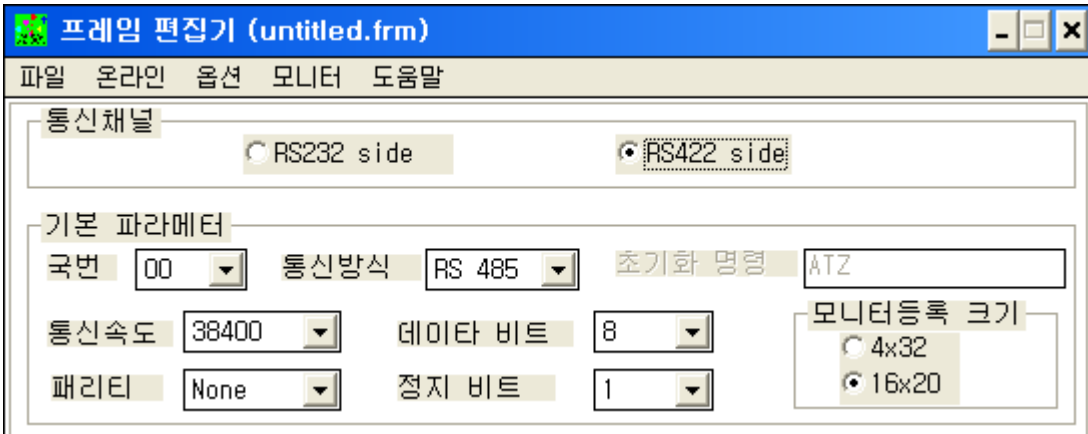 프레임 편집기 (untitled.frm)
파일 온라인 옵션 모니터 도움말
통신채널
RS232 side RS422 side
기본 파라메터
국번 00 통신방식 RS 485 초기화 명령 ATZ
모니터등록 크기
통신속도 38400 데이타 비트 8
4x32
패리티 None 정지 비트 1
16x20